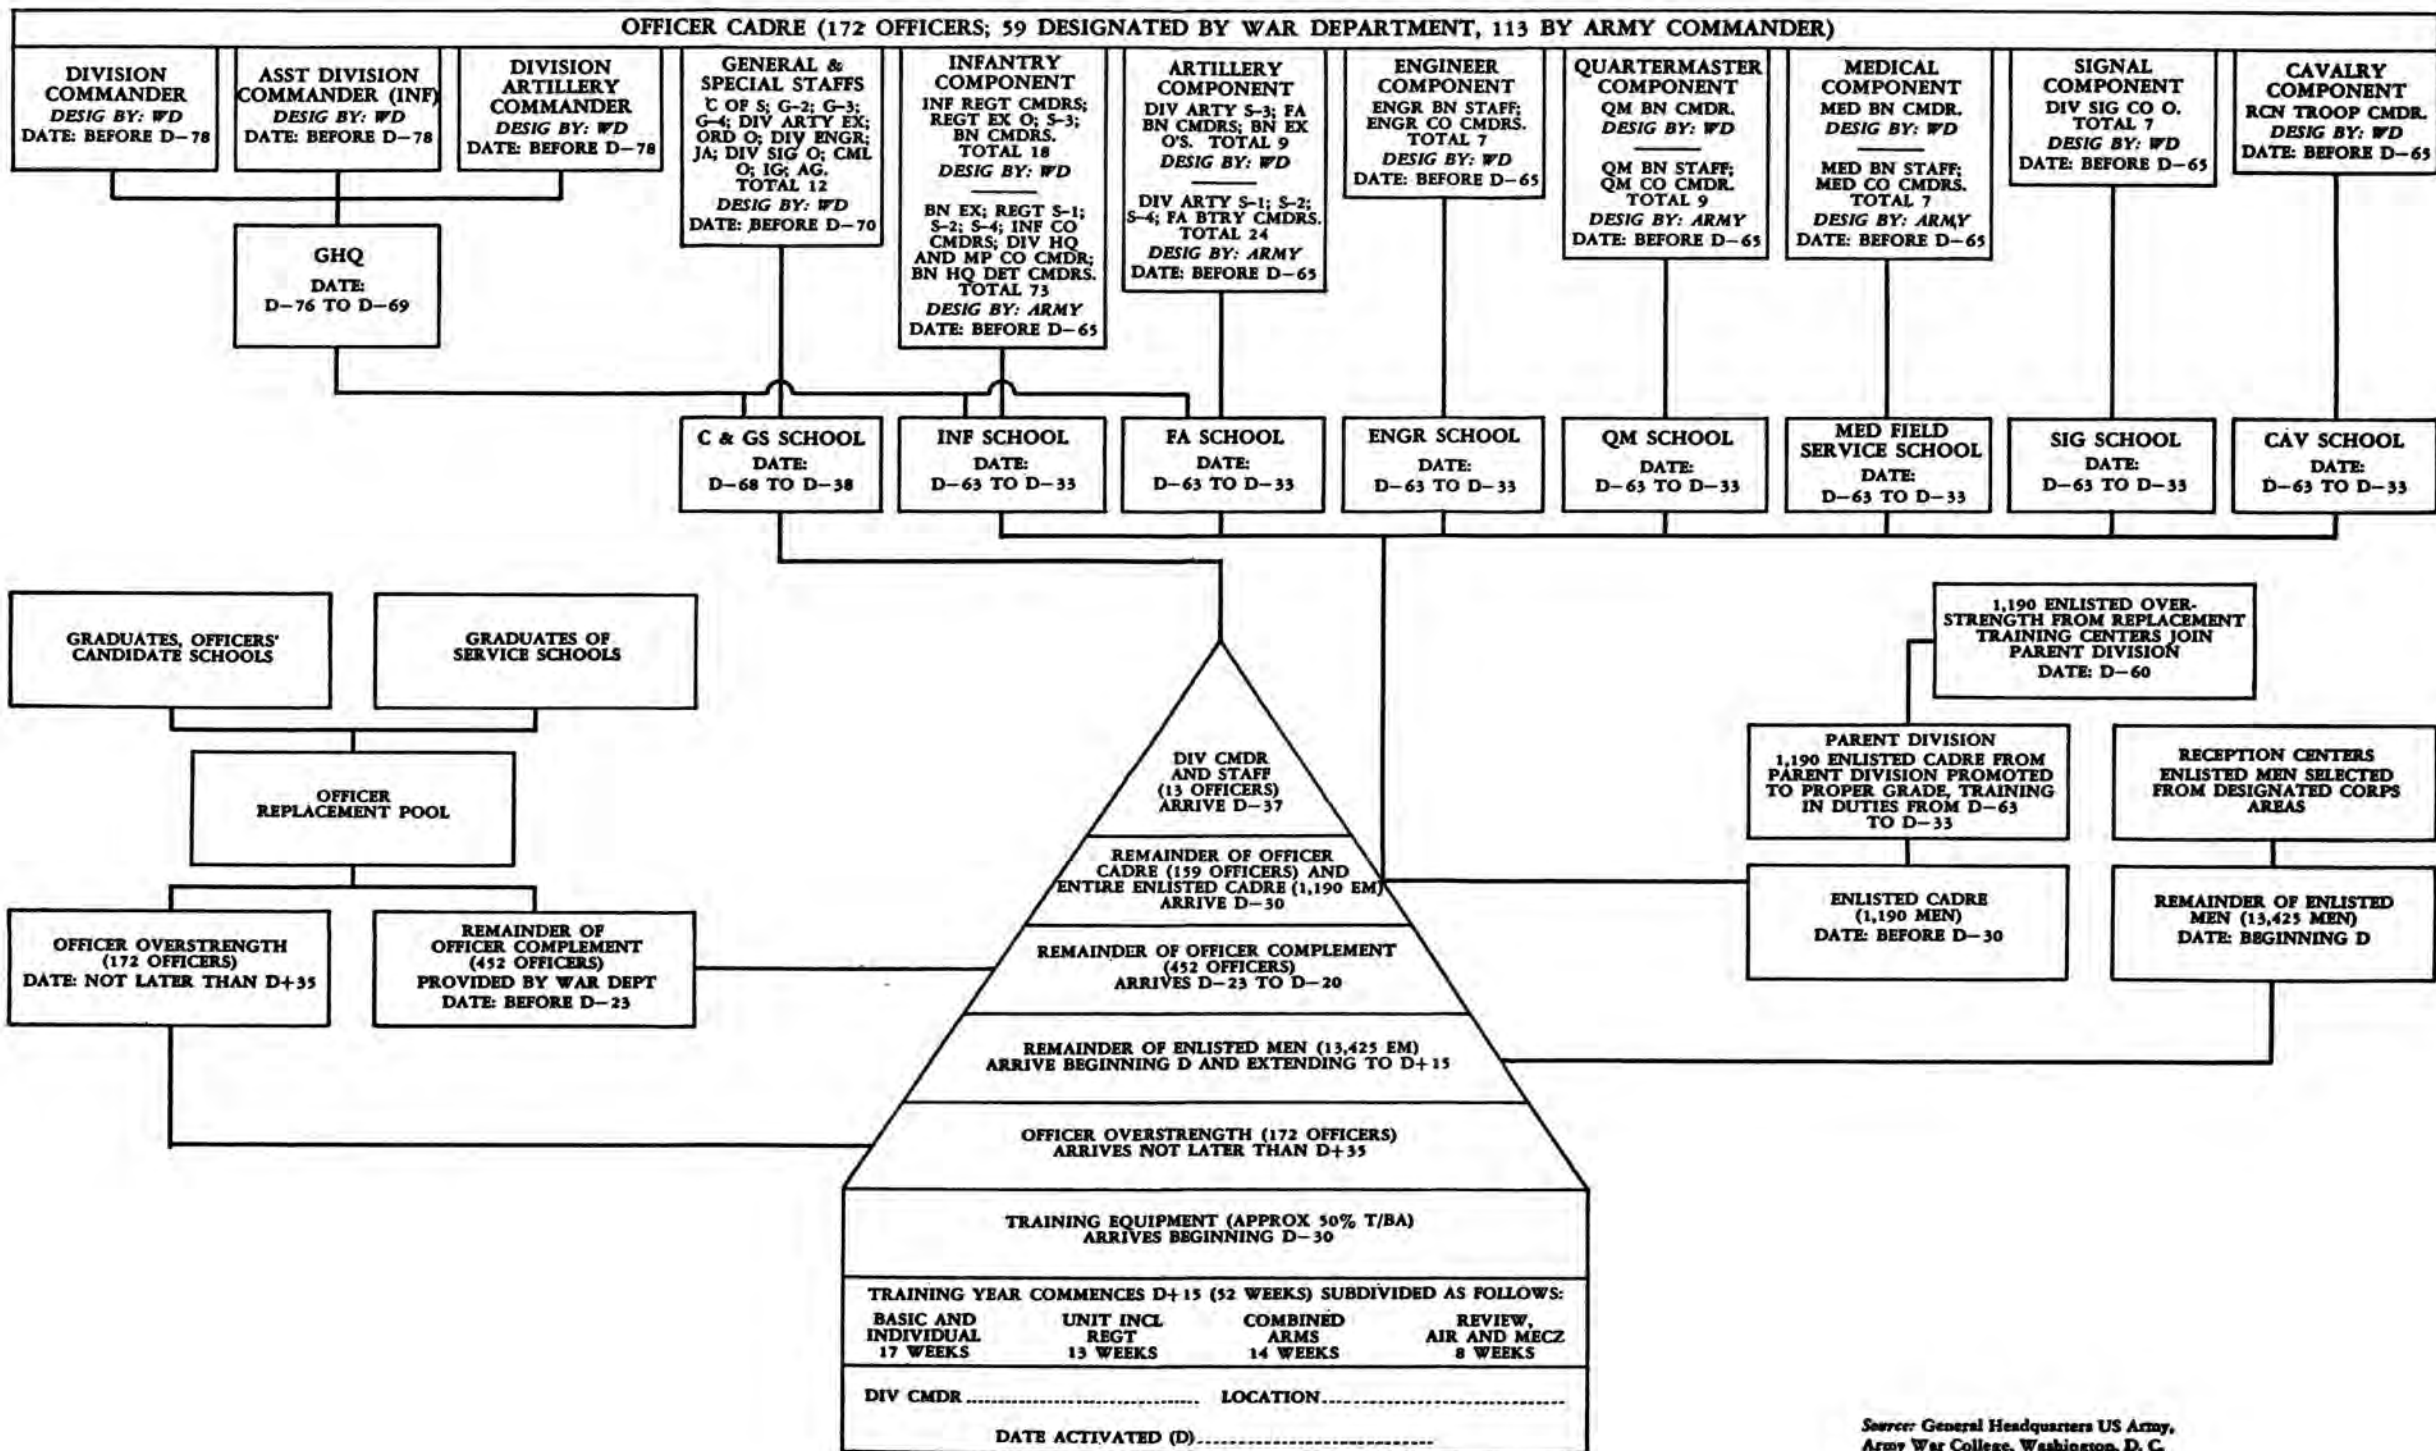 OFFICER CADRE (172 OFFICERS; 59 DESIGNATED BY WAR DEPARTMENT, 113 BY ARMY COMMANDER)
DIVISION
COMMANDER
DESIG BY: WD
DATE: BEFORE D-78
ASST DIVISION
COMMANDER (INF)
DESIG BY: WD
DATE: BEFORE D-78
DIVISION
ARTILLERY
COMMANDER
DESIG BY: WD
DATE: BEFORE D-78
GENERAL &
SPECIAL STAFFS
C OF S; G-2; G-3;
G-4; DIV ARTY EX;
ORD O; DIV ENGR;
JA; DIV SIG O; CML
O; IG; AG.
TOTAL 12
DESIG BY: WD
DATE: BEFORE D-70
INFANTRY
COMPONENT
INF REGT CMDRS;
REGT EX O; S-3;
BN CMDRS.
TOTAL 18
DESIG BY: WD
BN EX; REGT S-1;
S-2; S-4; INF CO
CMDRS; DIV HQ
AND MP CO CMDR;
BN HQ DET CMDRS.
TOTAL 73
DESIG BY: ARMY
DATE: BEFORE D-65
ARTILLERY
COMPONENT
DIV ARTY S-3; FA
BN CMDRS; BN EX
O'S. TOTAL 9
DESIG BY: WD
DIV ARTY S-1; S-2;
S-4; FA BTRY CMDRS.
TOTAL 24
DESIG BY: ARMY
DATE: BEFORE D-65
ENGINEER
COMPONENT
ENGR BN STAFF;
ENGR CO CMDRS.
TOTAL 7
DESIG BY: WD
DATE: BEFORE D-65
QUARTERMASTER
COMPONENT
QM BN CMDR.
DESIG BY: WD
QM BN STAFF;
QM CO CMDR.
TOTAL 9
DESIG BY: ARMY
DATE: BEFORE D-65
MEDICAL
COMPONENT
MED BN CMDR.
DESIG BY: WD
MED BN STAFF;
MED CO CMDRS.
TOTAL 7
DESIG BY: ARMY
DATE: BEFORE D-65
SIGNAL
COMPONENT
DIV SIG CO O.
TOTAL 7
DESIG BY: WD
DATE: BEFORE D-65
CAVALRY
COMPONENT
RCN TROOP CMDR.
DESIG BY: WD
DATE: BEFORE D-65
GHQ
DATE:
D-76 TO D-69
C & GS SCHOOL
DATE:
D-68 TO D-38
INF SCHOOL
DATE:
D-63 TO D-33
FA SCHOOL
DATE:
D-63 TO D-33
ENGR SCHOOL
DATE:
D-63 TO D-33
QM SCHOOL
DATE:
D-63 TO D-33
MED FIELD
SERVICE SCHOOL
DATE:
D-63 TO D-33
SIG SCHOOL
DATE:
D-63 TO D-33
CAV SCHOOL
DATE:
D-63 TO D-33
GRADUATES, OFFICERS'
CANDIDATE SCHOOLS
GRADUATES OF
SERVICE SCHOOLS
OFFICER
REPLACEMENT POOL
OFFICER OVERSTRENGTH
(172 OFFICERS)
DATE: NOT LATER THAN D+35
REMAINDER OF
OFFICER COMPLEMENT
(452 OFFICERS)
PROVIDED BY WAR DEPT
DATE: BEFORE D-23
1,190 ENLISTED OVER-
STRENGTH FROM REPLACEMENT
TRAINING CENTERS JOIN
PARENT DIVISION
DATE: D-60
PARENT DIVISION
1,190 ENLISTED CADRE FROM
PARENT DIVISION PROMOTED
TO PROPER GRADE, TRAINING
IN DUTIES FROM D-63
TO D-33
RECEPTION CENTERS
ENLISTED MEN SELECTED
FROM DESIGNATED CORPS
AREAS
ENLISTED CADRE
(1,190 MEN)
DATE: BEFORE D-30
REMAINDER OF ENLISTED
MEN (13,425 MEN)
DATE: BEGINNING D
DIV CMDR
AND STAFF
(13 OFFICERS)
ARRIVE D-37
REMAINDER OF OFFICER
CADRE (159 OFFICERS) AND
ENTIRE ENLISTED CADRE (1,190 EM)
ARRIVE D-30
REMAINDER OF OFFICER COMPLEMENT
(452 OFFICERS)
ARRIVES D-23 TO D-20
REMAINDER OF ENLISTED MEN (13,425 EM)
ARRIVE BEGINNING D AND EXTENDING TO D+15
OFFICER OVERSTRENGTH (172 OFFICERS)
ARRIVES NOT LATER THAN D+35
TRAINING EQUIPMENT (APPROX 50% T/BA)
ARRIVES BEGINNING D-30
TRAINING YEAR COMMENCES D+15 (52 WEEKS) SUBDIVIDED AS FOLLOWS:
BASIC AND
INDIVIDUAL
17 WEEKS
UNIT INCL
REGT
13 WEEKS
COMBINED
ARMS
14 WEEKS
REVIEW,
AIR AND MECZ
8 WEEKS
DIV CMDR LOCATION
DATE ACTIVATED (D)
Source: General Headquarters US Army,
Army War College, Washington, D. C.